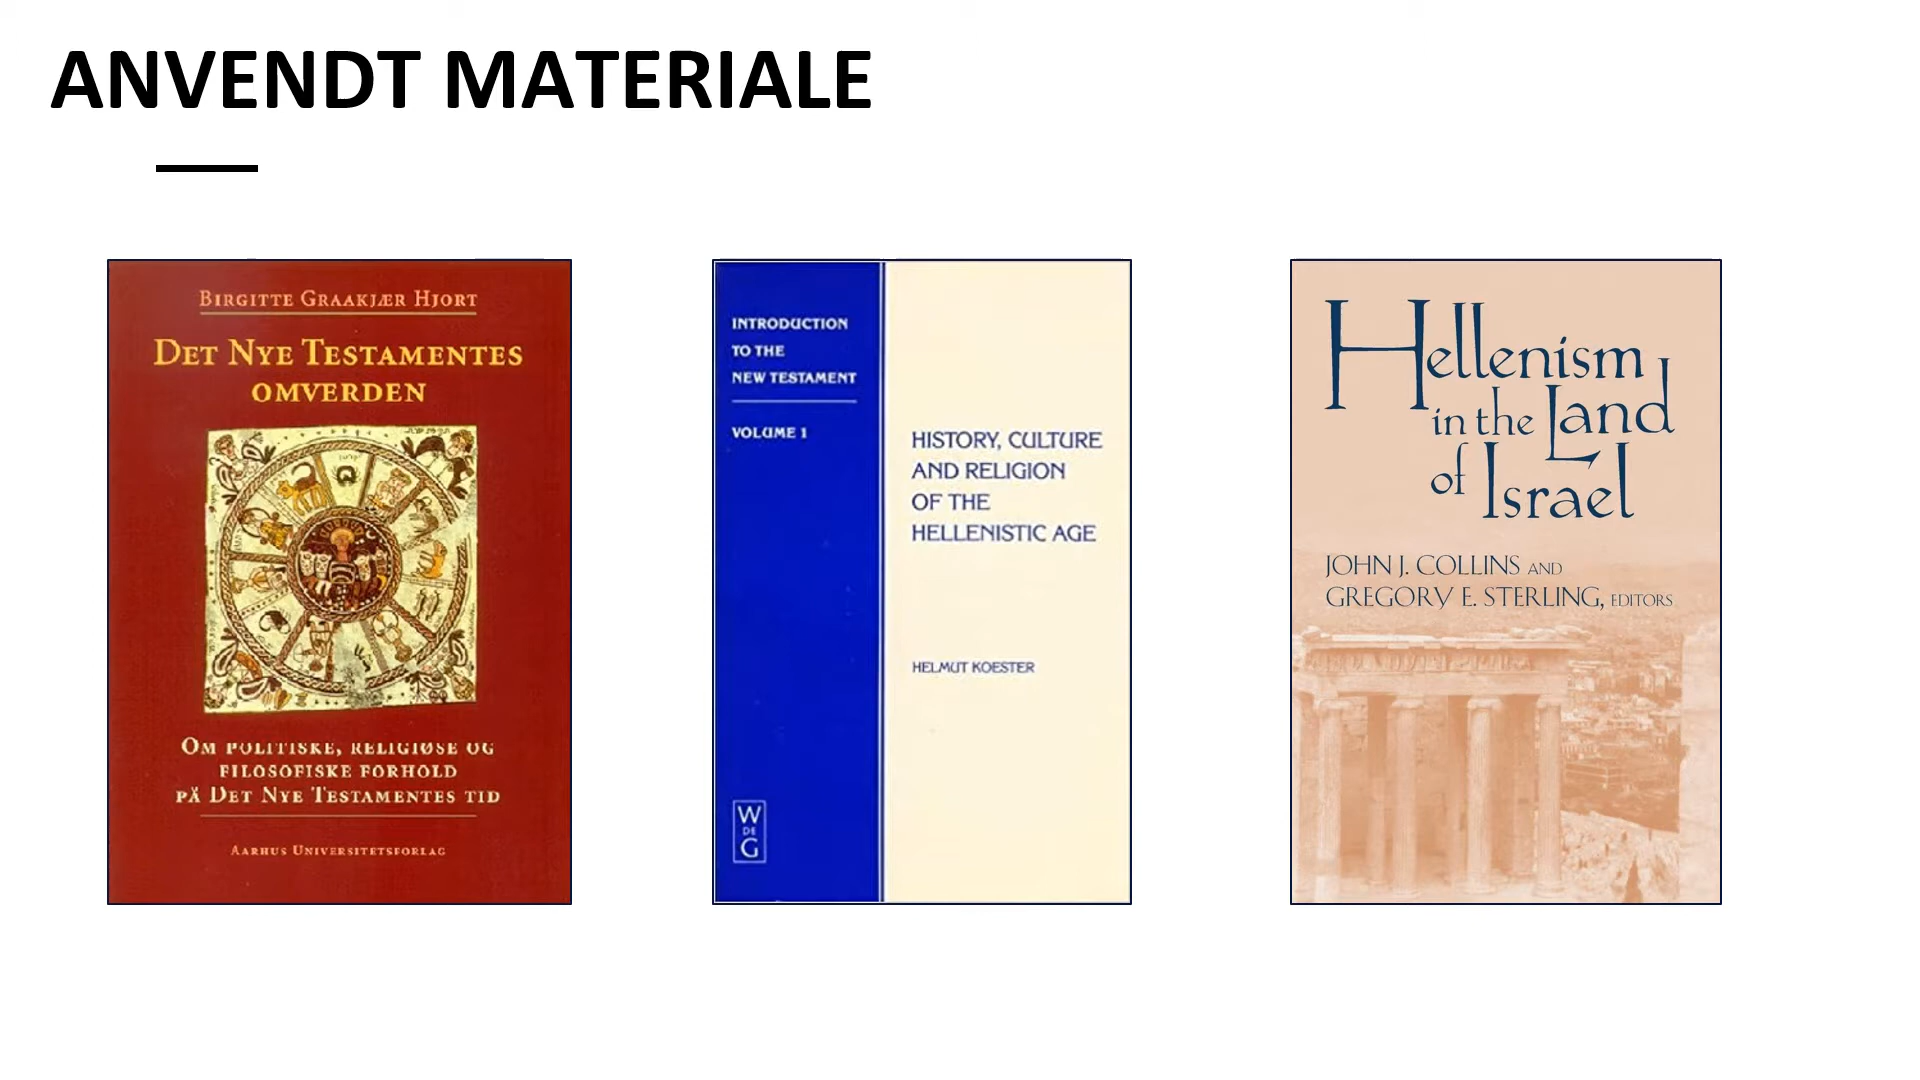 ANVENDT MATERIALE
BIRGITTE GRAAKJÆR HJORT
DET NYE TESTAMENTES
OMVERDEN
OM POLITISKE, RELIGIØSE OG
FILOSOFISKE FORHOLD
PÅ DET NYE TESTAMENTES TID
AARHUS UNIVERSITETSFORLAG
INTRODUCTION
TO THE
NEW TESTAMENT
VOLUME 1
HISTORY, CULTURE
AND RELIGION
OF THE
HELLENISTIC AGE
HELMUT KOESTER
W
DE
G
Hellenism
in the Land
of Israel
JOHN J. COLLINS AND
GREGORY E. STERLING, EDITORS